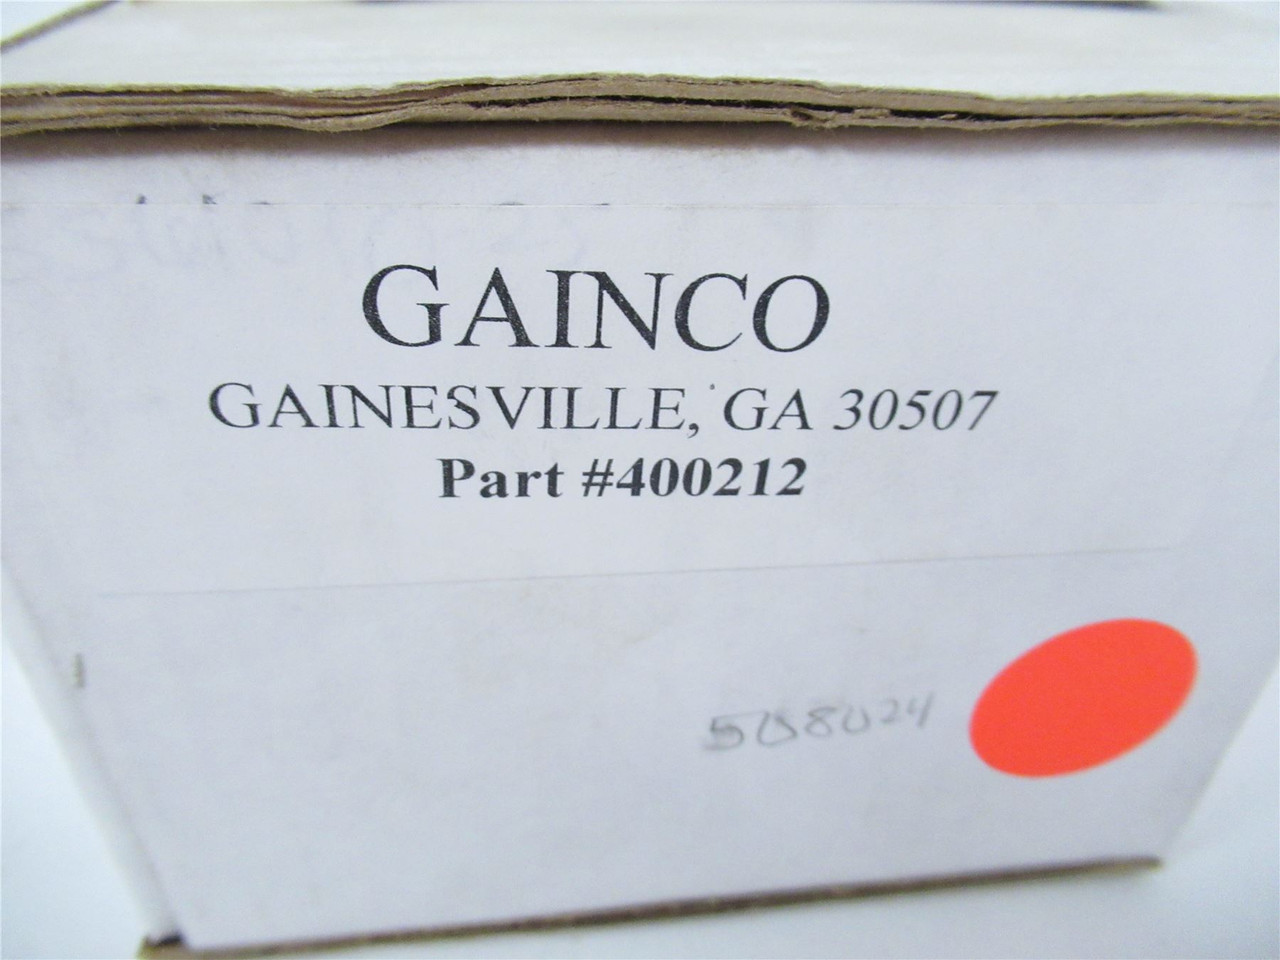 GAINCO
GAINESVILLE, GA 30507
Part #400212
508024